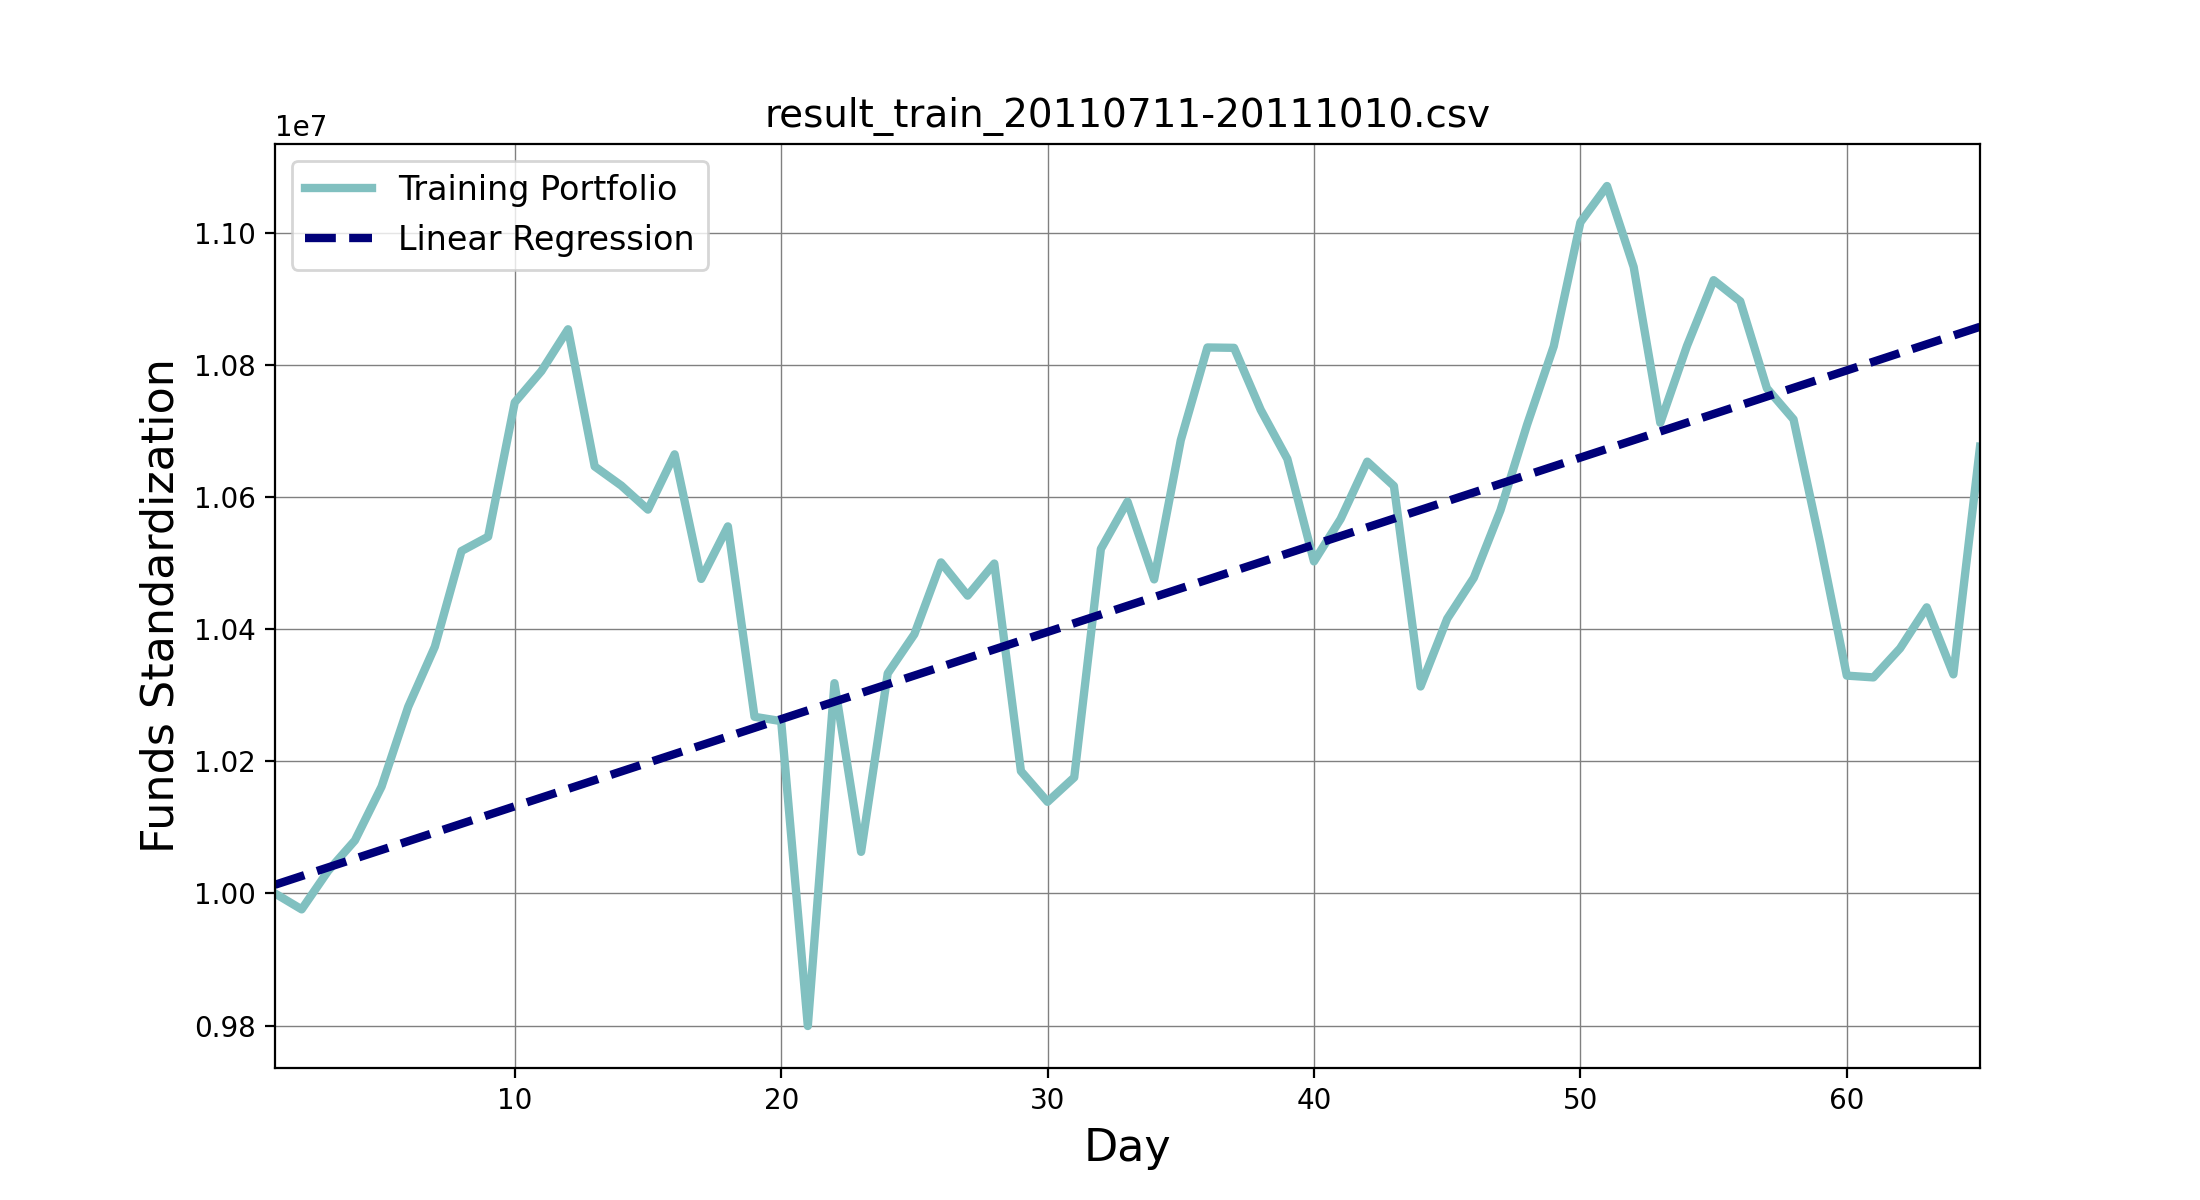 result_train_20110711-20111010.csv
1e7
Training Portfolio
Linear Regression
1.10
1.08
1.06
1.04
1.02
1.00
0.98
Funds Standardization
10 20 30 40 50 60
Day